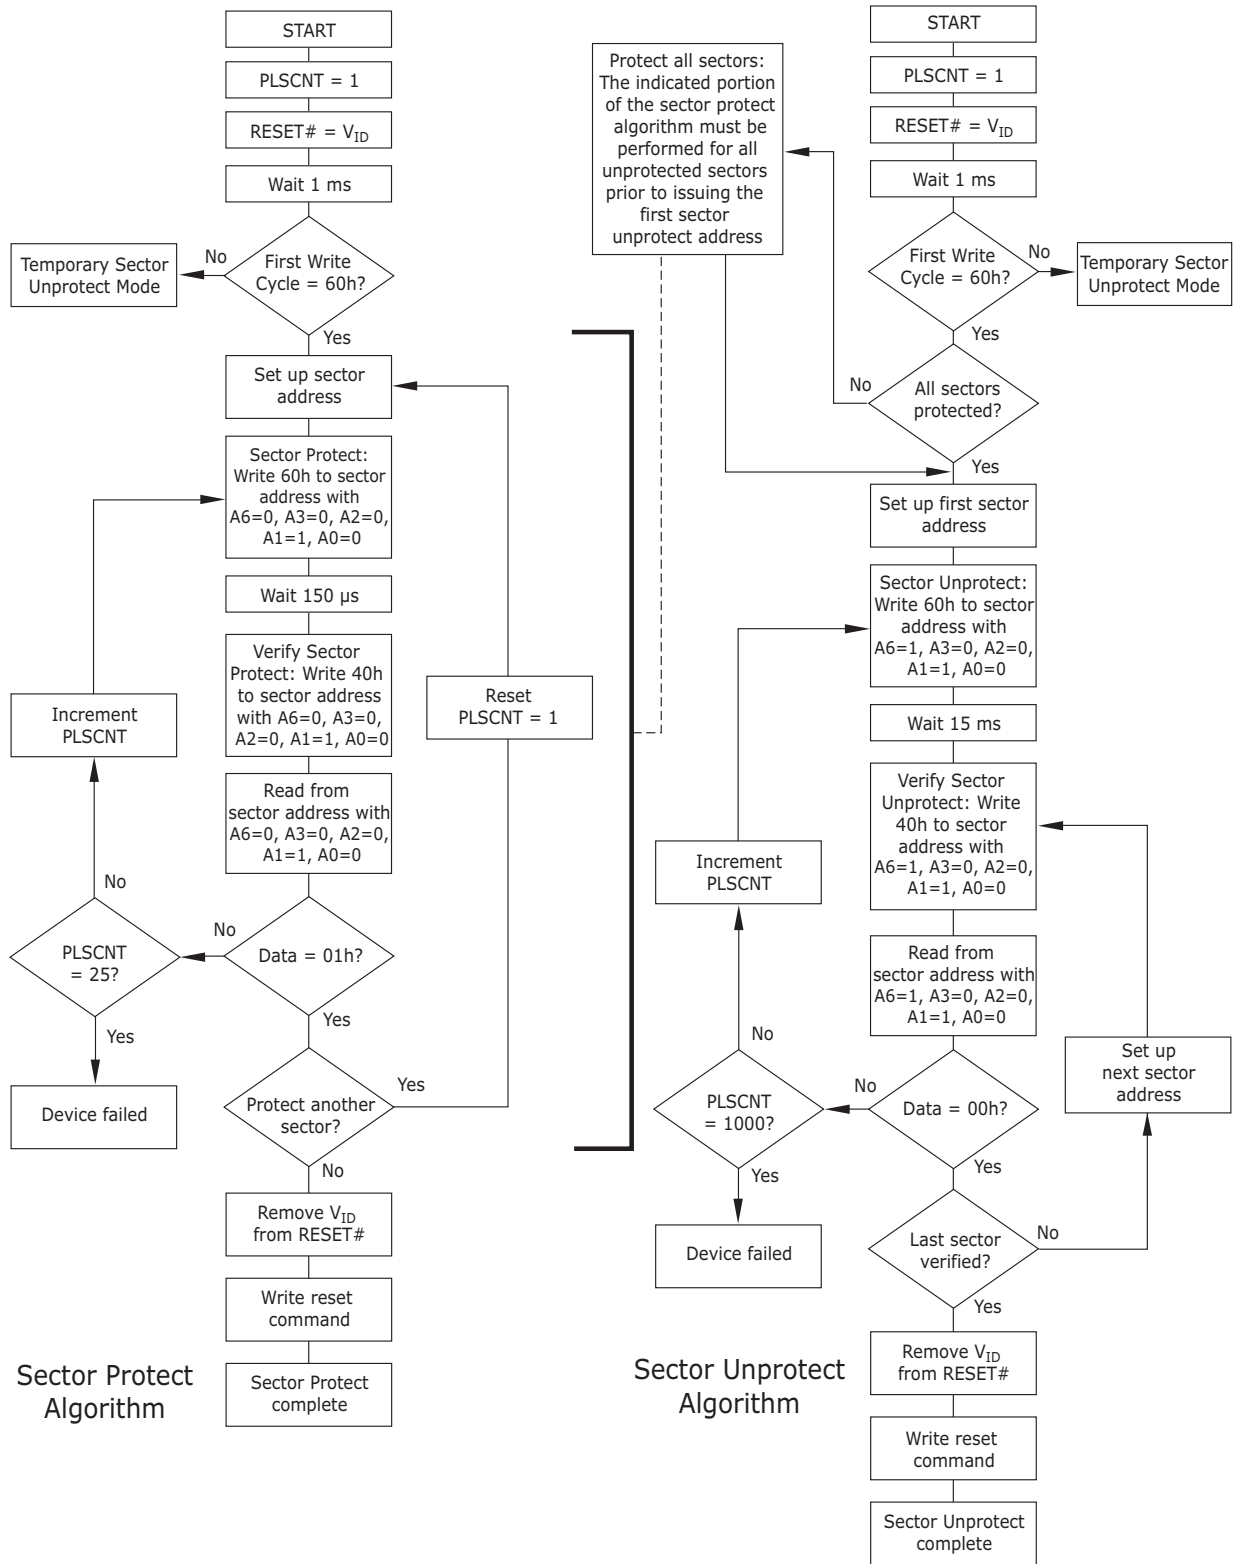 START
PLSCNT = 1
RESET# = VID
Wait 1 ms
No
First Write
Cycle = 60h?
Temporary Sector
Unprotect Mode
Yes
Set up sector
address
Sector Protect:
Write 60h to sector
address with
A6=0, A3=0, A2=0,
A1=1, A0=0
Wait 150 µs
Verify Sector
Protect: Write 40h
to sector address
with A6=0, A3=0,
A2=0, A1=1, A0=0
Increment
PLSCNT
Reset
PLSCNT = 1
Read from
sector address with
A6=0, A3=0, A2=0,
A1=1, A0=0
No
No
PLSCNT
= 25?
Data = 01h?
Yes
Yes
Device failed
Protect another
sector?
Yes
No
Remove VID
from RESET#
Write reset
command
Sector Protect
complete
Sector Protect
Algorithm
Protect all sectors:
The indicated portion
of the sector protect
algorithm must be
performed for all
unprotected sectors
prior to issuing the
first sector
unprotect address
START
PLSCNT = 1
RESET# = VID
Wait 1 ms
First Write
Cycle = 60h?
No
Temporary Sector
Unprotect Mode
Yes
No
All sectors
protected?
Yes
Set up first sector
address
Sector Unprotect:
Write 60h to sector
address with
A6=1, A3=0, A2=0,
A1=1, A0=0
Wait 15 ms
Verify Sector
Unprotect: Write
40h to sector
address with
A6=1, A3=0, A2=0,
A1=1, A0=0
Increment
PLSCNT
Read from
sector address with
A6=1, A3=0, A2=0,
A1=1, A0=0
No
Set up
next sector
address
No
PLSCNT
= 1000?
Data = 00h?
Yes
Yes
Device failed
Last sector
verified?
No
Yes
Remove VID
from RESET#
Write reset
command
Sector Unprotect
complete
Sector Unprotect
Algorithm